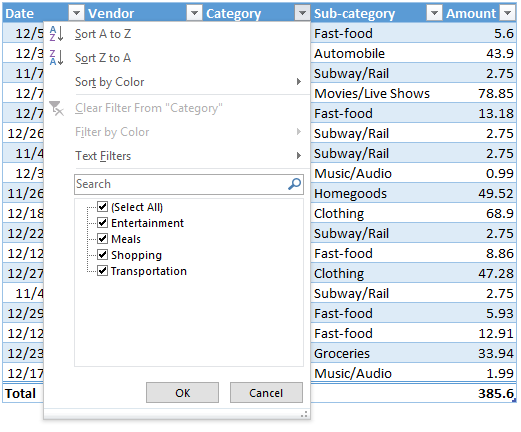 Date Vendor Category Sub-category Amount
12/5 Sort A to Z Fast-food 5.6
12/3 Sort Z to A Automobile 43.9
11/7 Sort by Color Subway/Rail 2.75
12/7 Movies/Live Shows 78.85
12/7 Clear Filter From "Category" Fast-food 13.18
12/26 Filter by Color Subway/Rail 2.75
11/4 Text Filters Subway/Rail 2.75
12/3 Search Music/Audio 0.99
11/26 Homegoods 49.52
12/18 (Select All) Clothing 68.9
12/22 Entertainment Subway/Rail 2.75
Meals
12/12 Shopping Fast-food 8.86
12/27 Transportation Clothing 47.28
11/4 Subway/Rail 2.75
12/29 Fast-food 5.93
12/12 Fast-food 12.91
12/23 Groceries 33.94
12/17 Music/Audio 1.99
Total OK Cancel 385.6